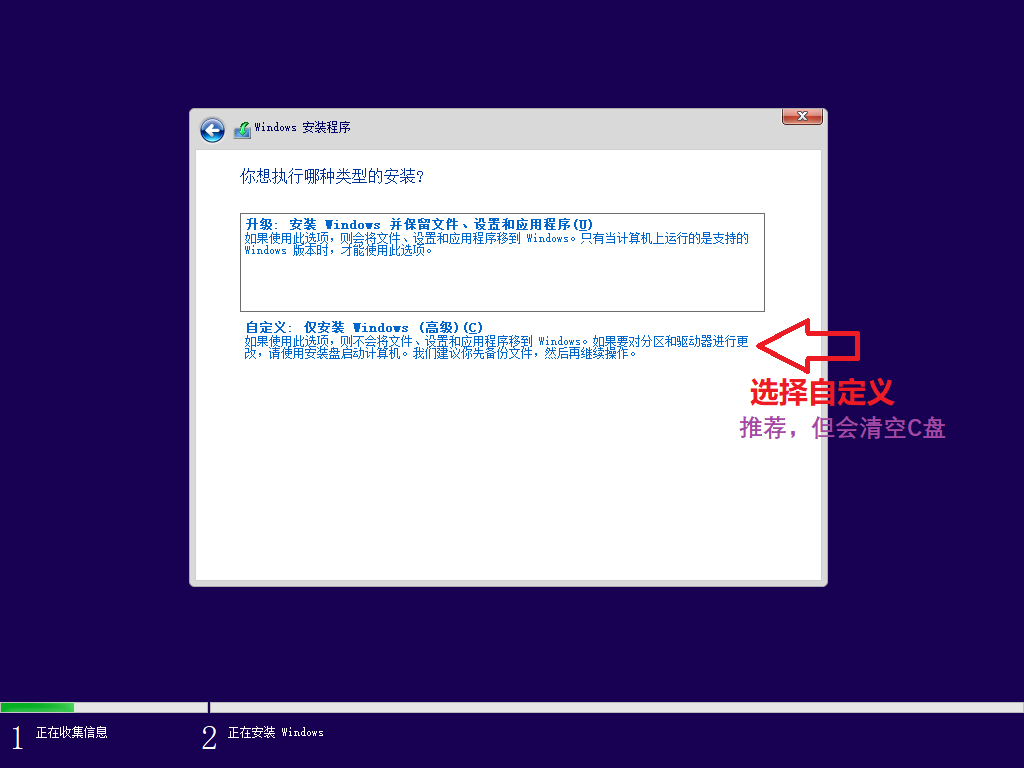 Windows 安装程序
你想执行哪种类型的安装?
升级: 安装 Windows 并保留文件、设置和应用程序(U)
如果使用此选项，则会将文件、设置和应用程序移到 Windows。只有当计算机上运行的是支持的
Windows 版本时，才能使用此选项。
自定义: 仅安装 Windows (高级)(C)
如果使用此选项，则不会将文件、设置和应用程序移到 Windows。如果要对分区和驱动器进行更
改，请使用安装盘启动计算机。我们建议你先备份文件，然后再继续操作。
选择自定义
推荐，但会清空C盘
1 正在收集信息
2 正在安装 Windows